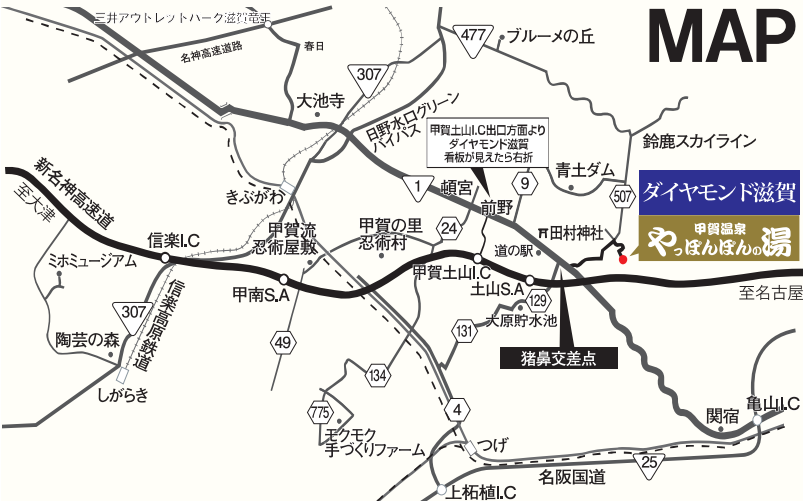 三井アウトレットパーク滋賀竜王
MAP
477
ブルーメの丘
名神高速道路
春日
307
大池寺
日野水口グリーン
バイパス
甲賀土山I.C出口方面より
ダイヤモンド滋賀
看板が見えたら右折
鈴鹿スカイライン
青土ダム
1
頓宮
9
507
ダイヤモンド滋賀
新名神高速道
至大津
きぶがわ
前野
甲賀流
忍術屋敷
甲賀の里
忍術村
24
田村神社
道の駅
甲賀温泉
やっぽんぽんの湯
信楽I.C
ミホミュージアム
甲南S.A
甲賀土山I.C
土山S.A
至名古屋
307
信楽高原鉄道
129
大原貯水池
131
陶芸の森
49
猪鼻交差点
134
しがらき
775
4
モクモク
手づくりファーム
つげ
関宿
亀山I.C
25
名阪国道
上柘植I.C